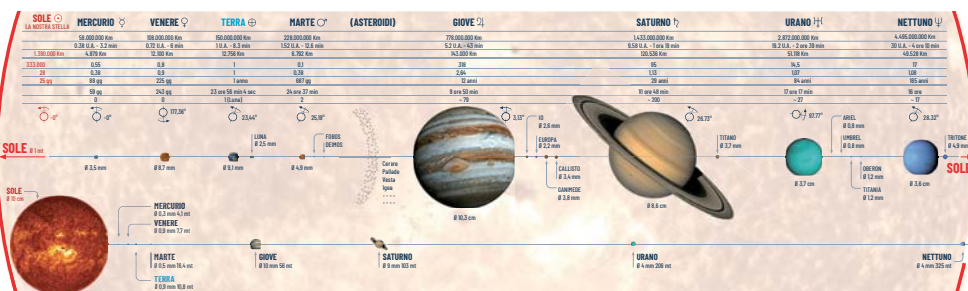 SOLE ☉ MERCURIO ☿ VENERE ♀ TERRA ⊕ MARTE ♂ (ASTEROIDI) GIOVE ♃ SATURNO ♄ URANO ♅ NETTUNO Ψ
LA NOSTRA STELLA
58.000.000 Km 108.000.000 Km 150.000.000 Km 228.000.000 Km 778.000.000 Km 1.433.000.000 Km 2.872.000.000 Km 4.495.000.000 Km
0.38 U.A. - 3.2 min 0.72 U.A. - 6 min 1 U.A. - 8.3 min 1.52 U.A. - 12.6 min 5.2 U.A. - 43 min 9.58 U.A. - 1 ora 19 min 19.2 U.A. - 2 ore 39 min 30 U.A. - 4 ore 10 min
1.390.000 Km 4.879 Km 12.100 Km 12.756 Km 6.792 Km 143.000 Km 120.536 Km 51.118 Km 49.528 Km
333.000 0,55 0,8 1 0,1 318 95 14,5 17
28 0,38 0,9 1 0,38 2,64 1,13 1,07 1,08
25 gg 88 gg 225 gg 1 anno 687 gg 12 anni 29 anni 84 anni 165 anni
59 gg 243 gg 23 ore 56 min 4 sec 24 ore 37 min 9 ore 50 min 10 ore 48 min 17 ore 17 min 16 ore
0 0 1 (Luna) 2 ~ 79 ~ 200 ~ 27 ~ 17
~0° ~0° 177,36° 23,44° 25,19° 3,13° 26.73° 97.77° 28.32°
LUNA
Ø 2,5 mm
FOBOS
DEIMOS
IO
Ø 2,6 mm
EUROPA
Ø 2,2 mm
TITANO
Ø 3,7 mm
ARIEL
Ø 0,8 mm
UMBREL
Ø 0,8 mm
TRITONE
Ø 4,9 mm
SOLE Ø 1 mt
Ø 3,5 mm Ø 8,7 mm Ø 9,1 mm Ø 4,9 mm
Cerere
Pallade
Vesta
Igea
.....
.....
Ø 10,3 cm
CALLISTO
Ø 3,4 mm
GANIMEDE
Ø 3,8 mm
Ø 8,6 cm
Ø 3,7 cm
OBERON
Ø 1,2 mm
TITANIA
Ø 1,2 mm
Ø 3,6 cm
SOLE
SOLE
Ø 10 cm
MERCURIO
Ø 0,3 mm 4,1 mt
VENERE
Ø 0,9 mm 7,7 mt
MARTE
Ø 0,5 mm 16,4 mt
TERRA
Ø 0,9 mm 10,8 mt
GIOVE
Ø 10 mm 56 mt
SATURNO
Ø 9 mm 103 mt
URANO
Ø 4 mm 206 mt
NETTUNO
Ø 4 mm 325 mt